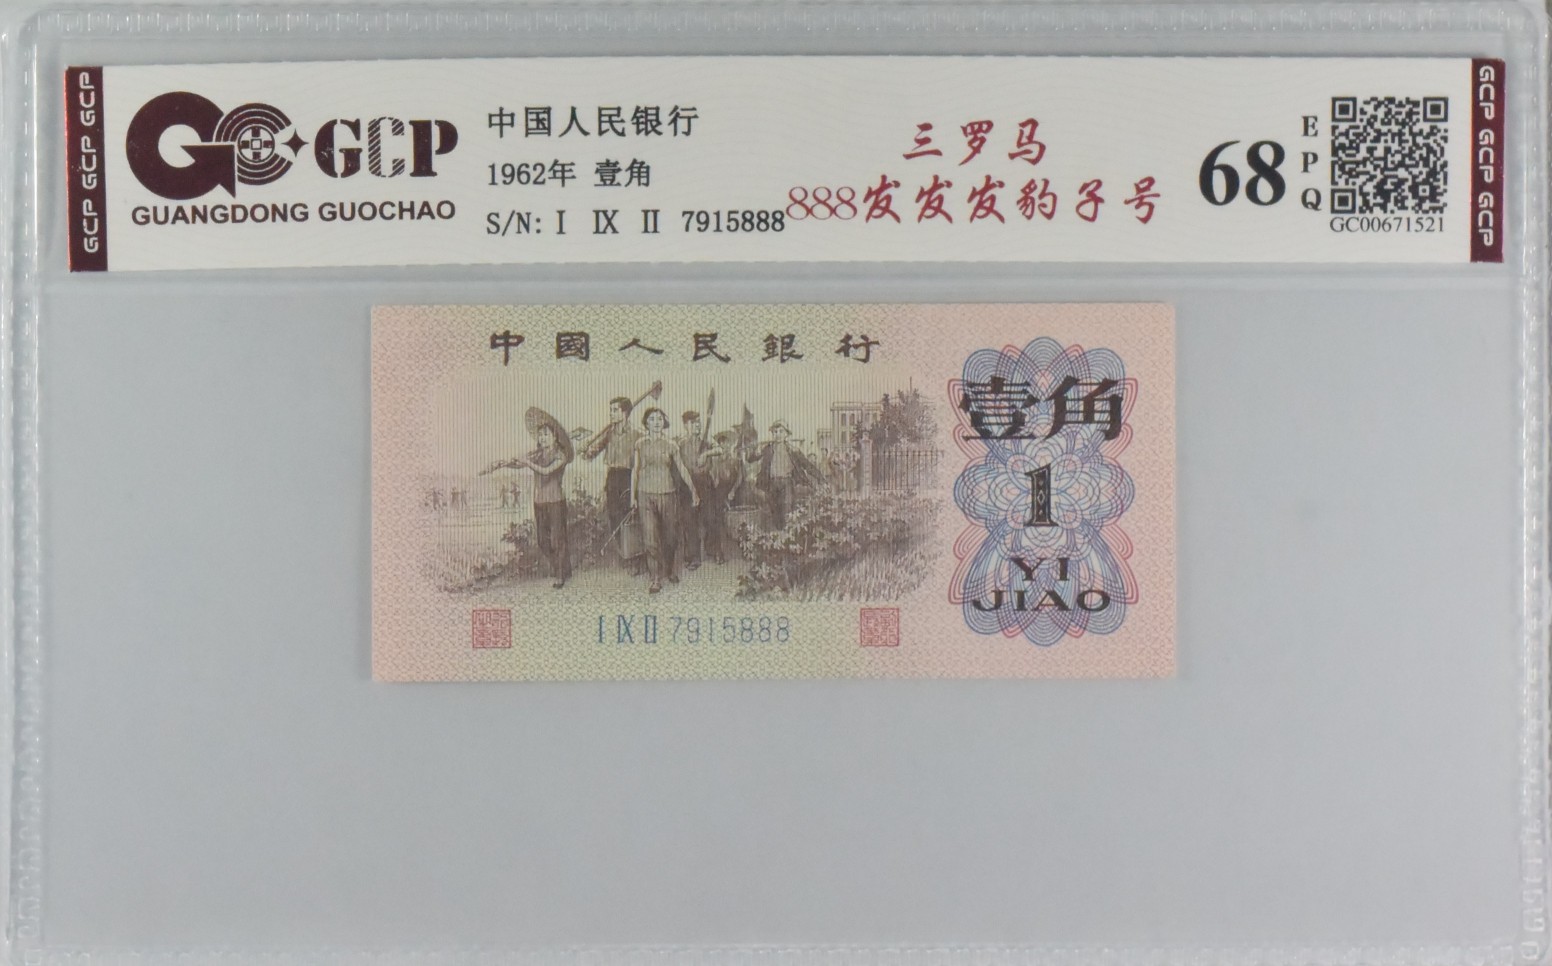 GCP GCP GCP
GCP
GUANGDONG GUOCHAO
中国人民银行
1962年 壹角
S/N: I IX II 7915888
三罗马
888发发发豹子号
68
EPQ
GC00671521
GCP GCP GCP
中國人民銀行
壹角
1
YI
JIAO
I IX II 7915888